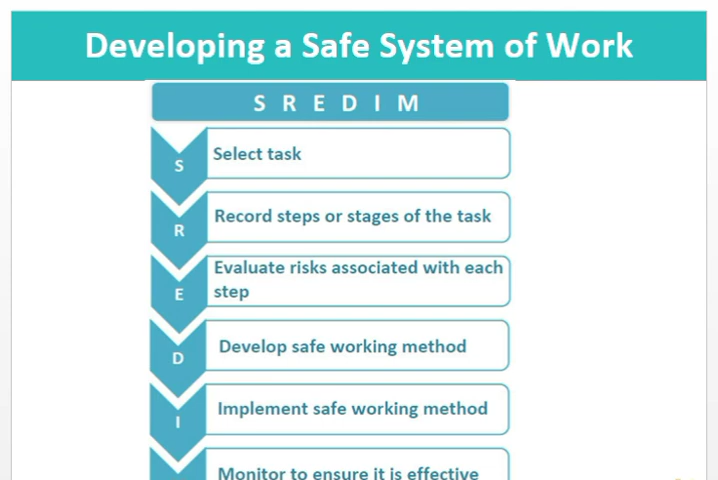 Developing a Safe System of Work
S R E D I M
S
Select task
R
Record steps or stages of the task
E
Evaluate risks associated with each
step
D
Develop safe working method
I
Implement safe working method
Monitor to ensure it is effective